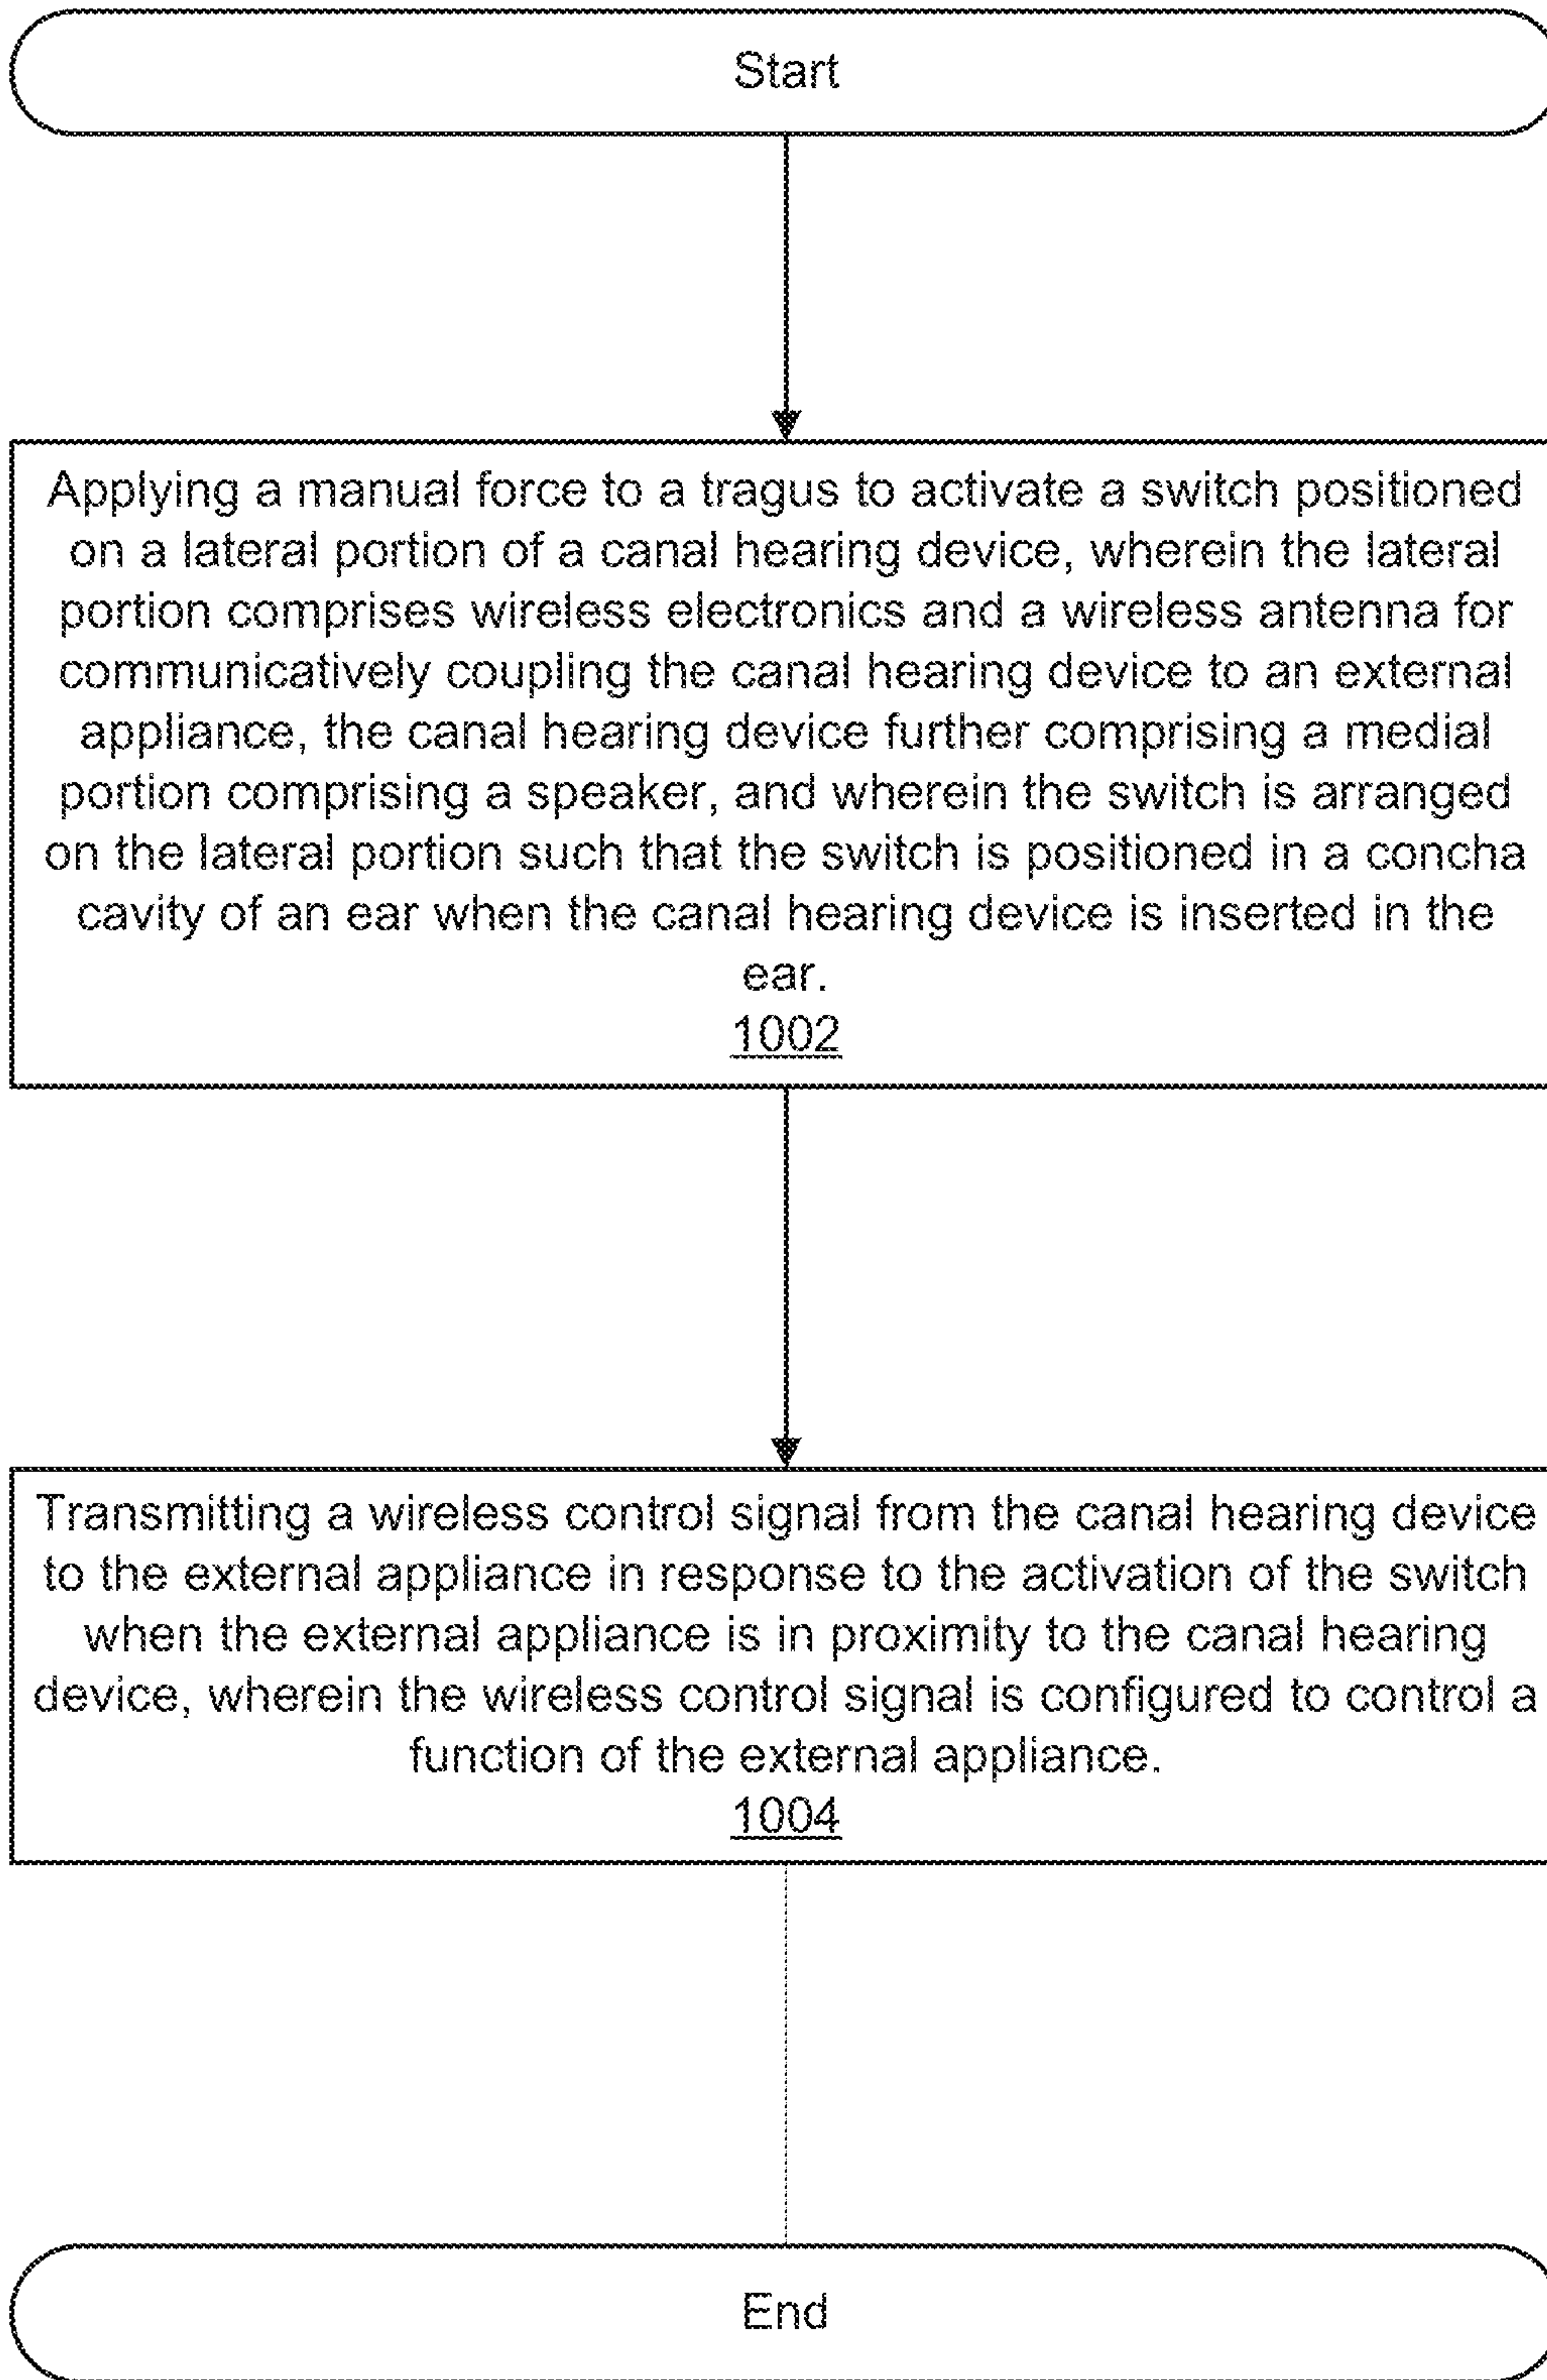 Start
Applying a manual force to a tragus to activate a switch positioned
on a lateral portion of a canal hearing device, wherein the lateral
portion comprises wireless electronics and a wireless antenna for
communicatively coupling the canal hearing device to an external
appliance, the canal hearing device further comprising a medial
portion comprising a speaker, and wherein the switch is arranged
on the lateral portion such that the switch is positioned in a concha
cavity of an ear when the canal hearing device is inserted in the
ear.
1002
Transmitting a wireless control signal from the canal hearing device
to the external appliance in response to the activation of the switch
when the external appliance is in proximity to the canal hearing
device, wherein the wireless control signal is configured to control a
function of the external appliance.
1004
End